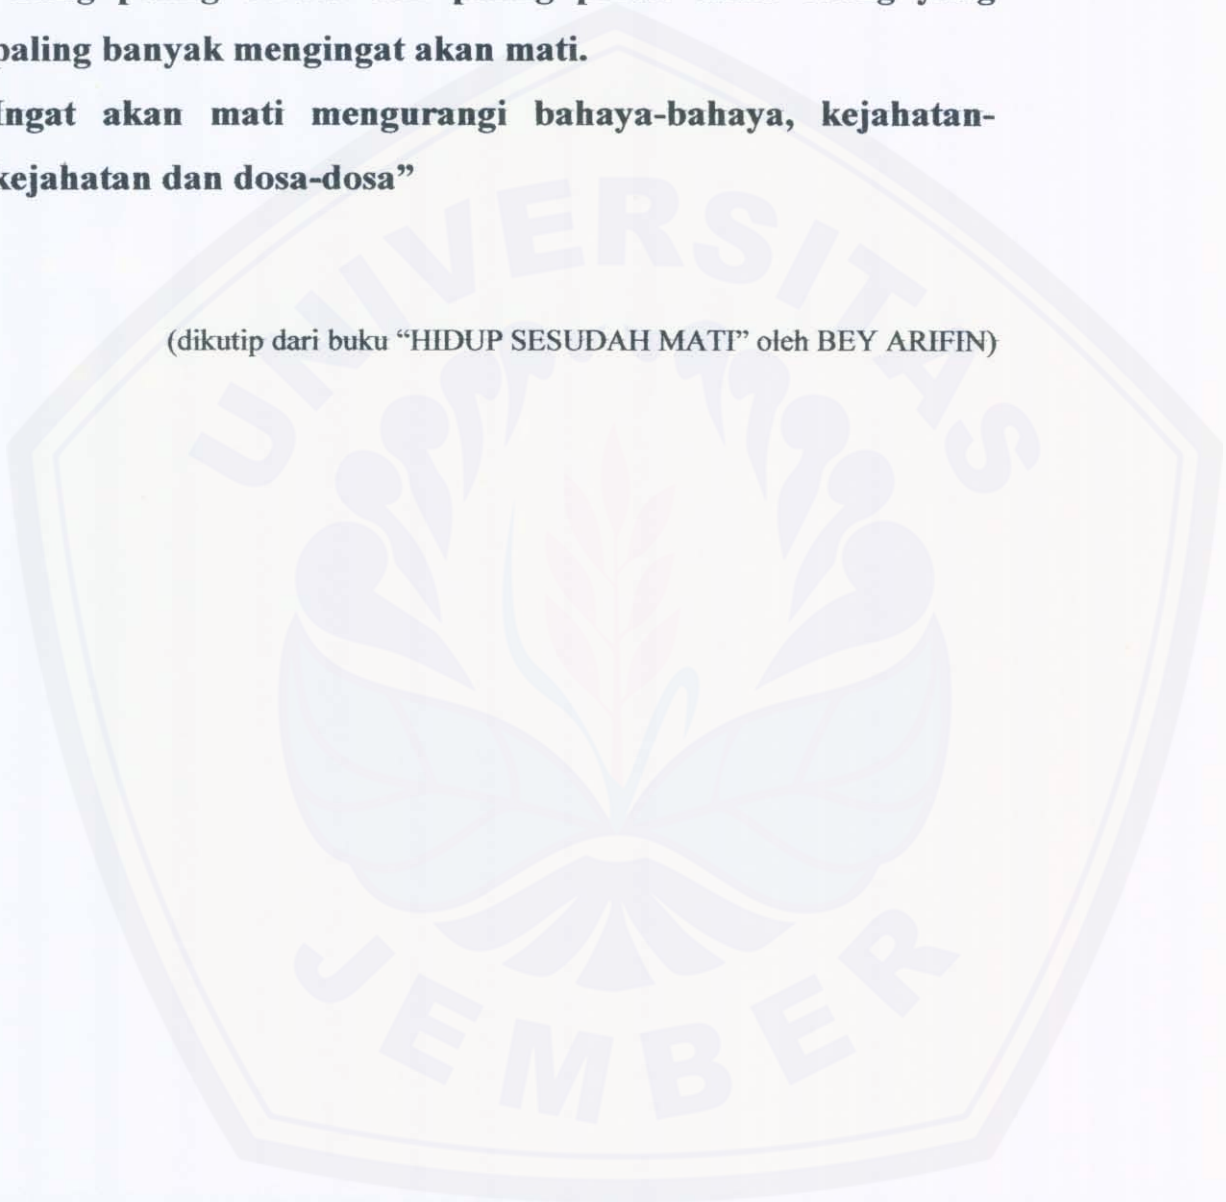 paling banyak mengingat akan mati.
Ingat akan mati mengurangi bahaya-bahaya, kejahatan-
kejahatan dan dosa-dosa”
(dikutip dari buku “HIDUP SESUDAH MATI” oleh BEY ARIFIN)
UNIVERSITAS
JEMBER